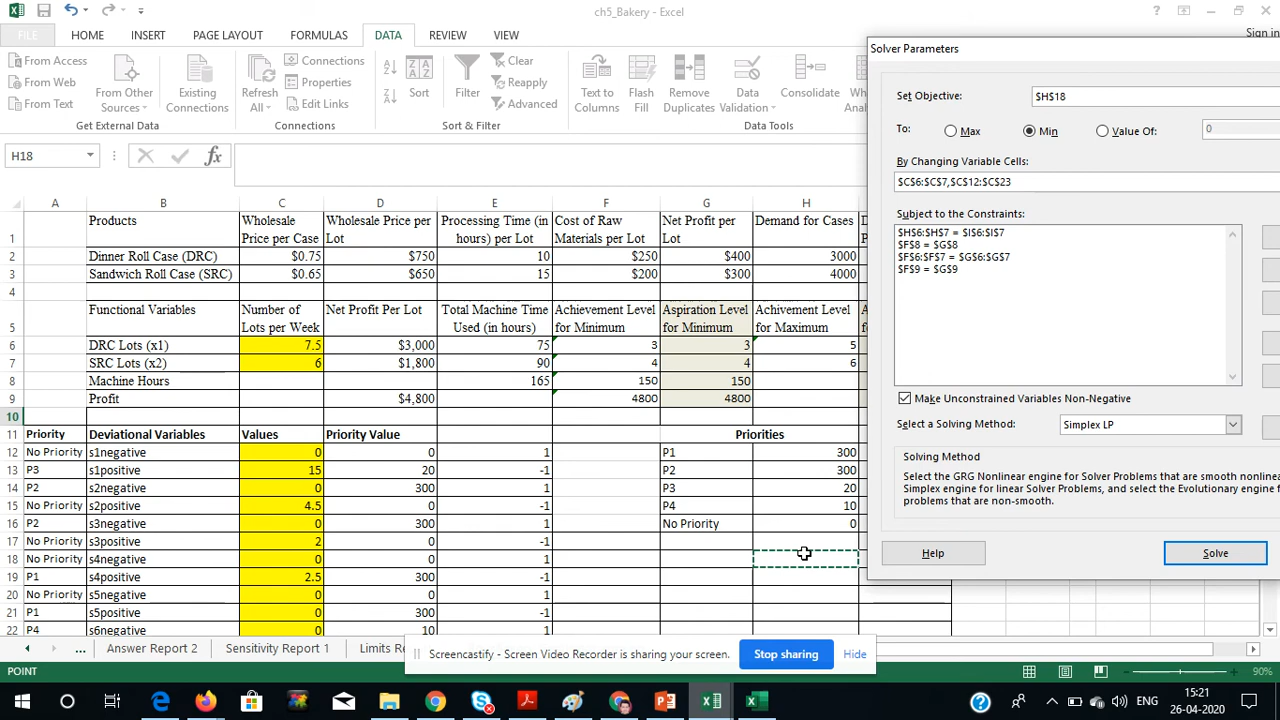 ch5_Bakery - Excel
FILE HOME INSERT PAGE LAYOUT FORMULAS DATA REVIEW VIEW Sign in
From Access
From Web
From Text
From Other Sources
Existing Connections
Get External Data
Refresh All
Connections
Properties
Edit Links
Connections
Sort
Filter
Clear
Reapply
Advanced
Sort & Filter
Text to Columns
Flash Fill
Remove Duplicates
Data Validation
Consolidate
Data Tools
H18 fx
A B C D E F G H
1 Products Wholesale Price per Case Wholesale Price per Lot Processing Time (in hours) per Lot Cost of Raw Materials per Lot Net Profit per Lot Demand for Cases
2 Dinner Roll Case (DRC) $0.75 $750 10 $250 $400 3000
3 Sandwich Roll Case (SRC) $0.65 $650 15 $200 $300 4000
4
5 Functional Variables Number of Lots per Week Net Profit Per Lot Total Machine Time Used (in hours) Achievement Level for Minimum Aspiration Level for Minimum Achivement Level for Maximum
6 DRC Lots (x1) 7.5 $3,000 75 3 3 5
7 SRC Lots (x2) 6 $1,800 90 4 4 6
8 Machine Hours 165 150 150
9 Profit $4,800 4800 4800
10
11 Priority Deviational Variables Values Priority Value Priorities
12 No Priority s1negative 0 0 1 P1 300
13 P3 s1positive 15 20 -1 P2 300
14 P2 s2negative 0 300 1 P3 20
15 No Priority s2positive 4.5 0 -1 P4 10
16 P2 s3negative 0 300 1 No Priority 0
17 No Priority s3positive 2 0 -1
18 No Priority s4negative 0 0 1
19 P1 s4positive 2.5 300 -1
20 No Priority s5negative 0 0 1
21 P1 s5positive 0 300 -1
22 P4 s6negative 0 10 1
... Answer Report 2 Sensitivity Report 1 Limits Re
Screencastify - Screen Video Recorder is sharing your screen. Stop sharing Hide
POINT 90%
Solver Parameters
Set Objective: $H$18
To: Max Min Value Of: 0
By Changing Variable Cells:
$C$6:$C$7,$C$12:$C$23
Subject to the Constraints:
$H$6:$H$7 = $I$6:$I$7
$F$8 = $G$8
$F$6:$F$7 = $G$6:$G$7
$F$9 = $G$9
Make Unconstrained Variables Non-Negative
Select a Solving Method: Simplex LP
Solving Method
Select the GRG Nonlinear engine for Solver Problems that are smooth
Simplex engine for linear Solver Problems, and select the Evolutionary engine
problems that are non-smooth.
Help Solve
ENG 15:21
26-04-2020